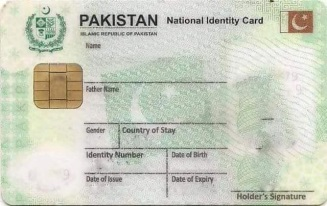 PAKISTAN National Identity Card
ISLAMIC REPUBLIC OF PAKISTAN
Name
Father Name
Gender Country of Stay
Identity Number Date of Birth
Date of Issue Date of Expiry
Holder's Signature